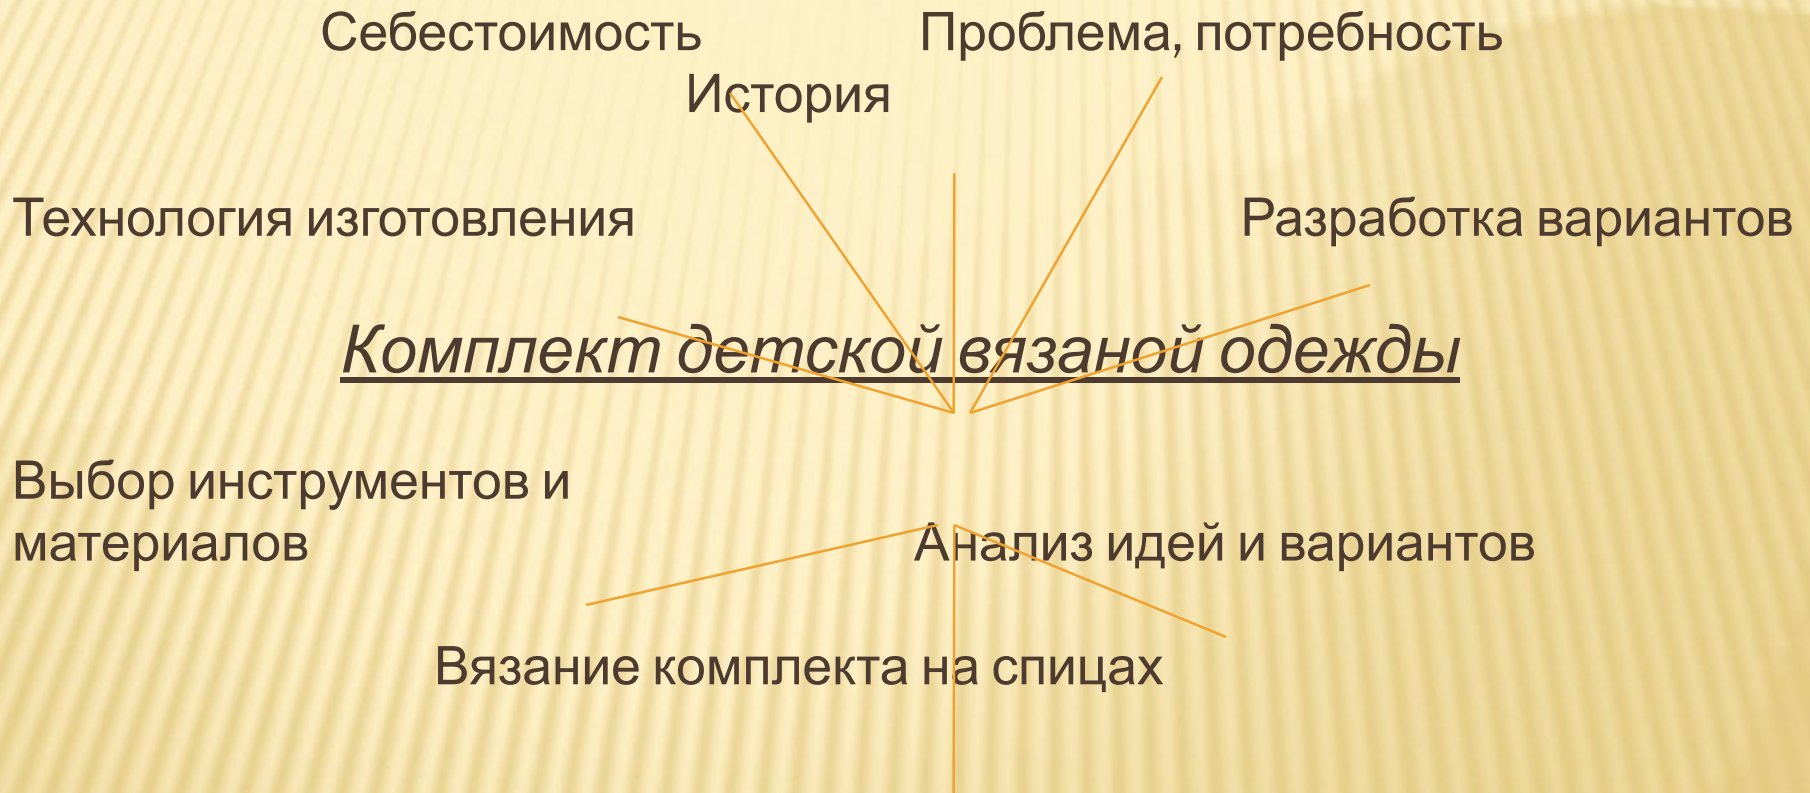 Себестоимость Проблема, потребность
История
Технология изготовления Разработка вариантов
Комплект детской вязаной одежды
Выбор инструментов и
материалов Анализ идей и вариантов
Вязание комплекта на спицах